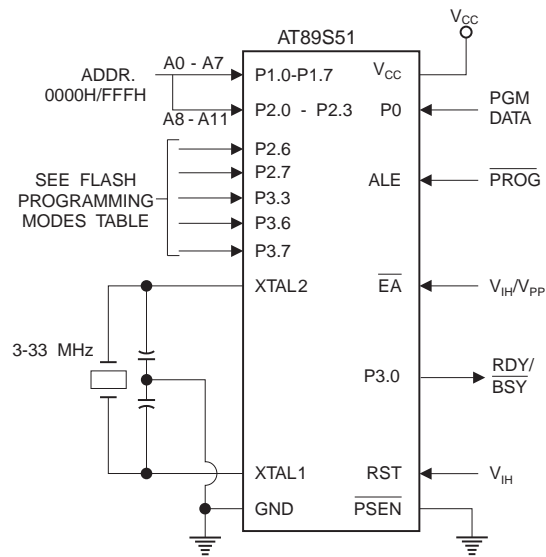 V_CC
AT89S51
ADDR.
0000H/FFFH
A0 - A7
P1.0-P1.7
V_CC
A8 - A11
P2.0 - P2.3
P0
PGM
DATA
SEE FLASH
PROGRAMMING
MODES TABLE
P2.6
P2.7
P3.3
P3.6
P3.7
ALE
PROG
XTAL2
EA
V_IH/V_PP
3-33 MHz
P3.0
RDY/
BSY
XTAL1
RST
V_IH
GND
PSEN